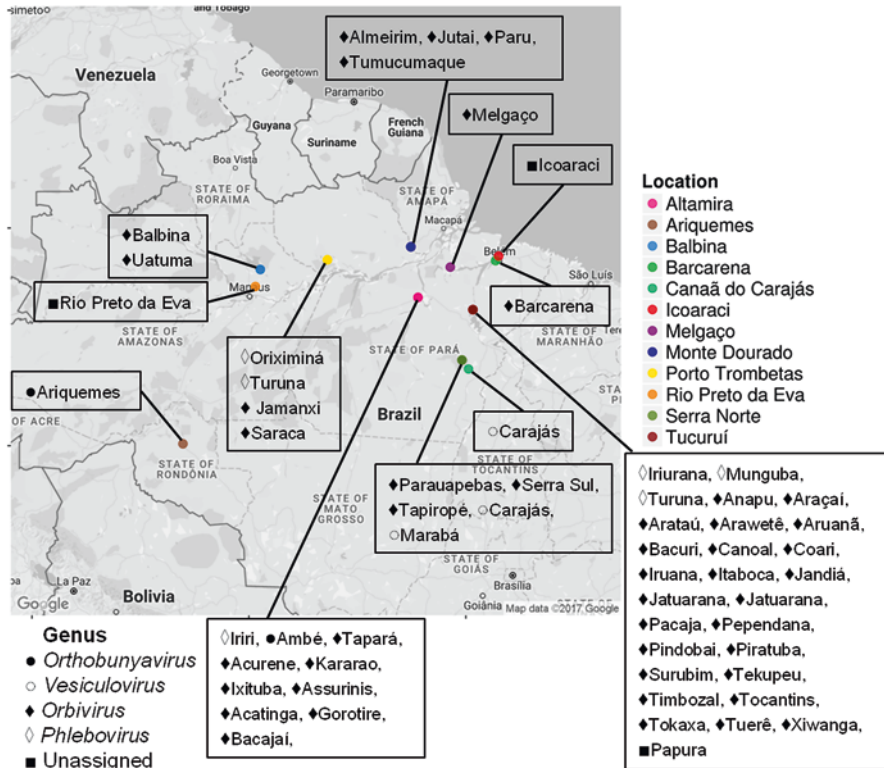 simeto
and Tobago
Venezuela
Georgetown
Paramaribo
Guyana
Suriname
French
Guiana
Boa Vista
STATE OF
RORAIMA
STATE OF
AMAPÁ
Macapá
Belém
São Luís
Manaus
STATE OF
AMAZONAS
STATE OF PARÁ
STATE OF
MARANHÃO
Tere
Brazil
OF ACRE
STATE OF
RONDÔNIA
STATE OF
MATO
GROSSO
STATE OF
TOCANTINS
STATE OF
PI
STATE OF
GOIÁS
Brasília
Goiânia
La Paz
Bolivia
Google
Map data ©2017 Google
♦Almeirim, ♦Jutai, ♦Paru,
♦Tumucumaque
♦Melgaço
■Icoaraci
♦Balbina
♦Uatuma
■Rio Preto da Eva
♦Barcarena
◊Oriximiná
◊Turuna
♦ Jamanxi
♦Saraca
●Ariquemes
○Carajás
♦Parauapebas, ♦Serra Sul,
♦Tapiropé, ○Carajás,
○Marabá
Location
Altamira
Ariquemes
Balbina
Barcarena
Canaã do Carajás
Icoaraci
Melgaço
Monte Dourado
Porto Trombetas
Rio Preto da Eva
Serra Norte
Tucuruí
◊Iriurana, ◊Munguba,
◊Turuna, ♦Anapu, ♦Araçaí,
♦Arataú, ♦Arawetê, ♦Aruanã,
♦Bacuri, ♦Canoal, ♦Coari,
♦Iruana, ♦Itaboca, ♦Jandiá,
♦Jatuarana, ♦Jatuarana,
♦Pacaja, ♦Pependana,
♦Pindobai, ♦Piratuba,
♦Surubim, ♦Tekupeu,
♦Timbozal, ♦Tocantins,
♦Tokaxa, ♦Tuerê, ♦Xiwanga,
■Papura
Genus
● Orthobunyavirus
○ Vesiculovirus
♦ Orbivirus
◊ Phlebovirus
■ Unassigned
◊Iriri, ●Ambé, ♦Tapará,
♦Acurene, ♦Kararao,
♦Ixituba, ♦Assurinis,
♦Acatinga, ♦Gorotire,
♦Bacajaí,